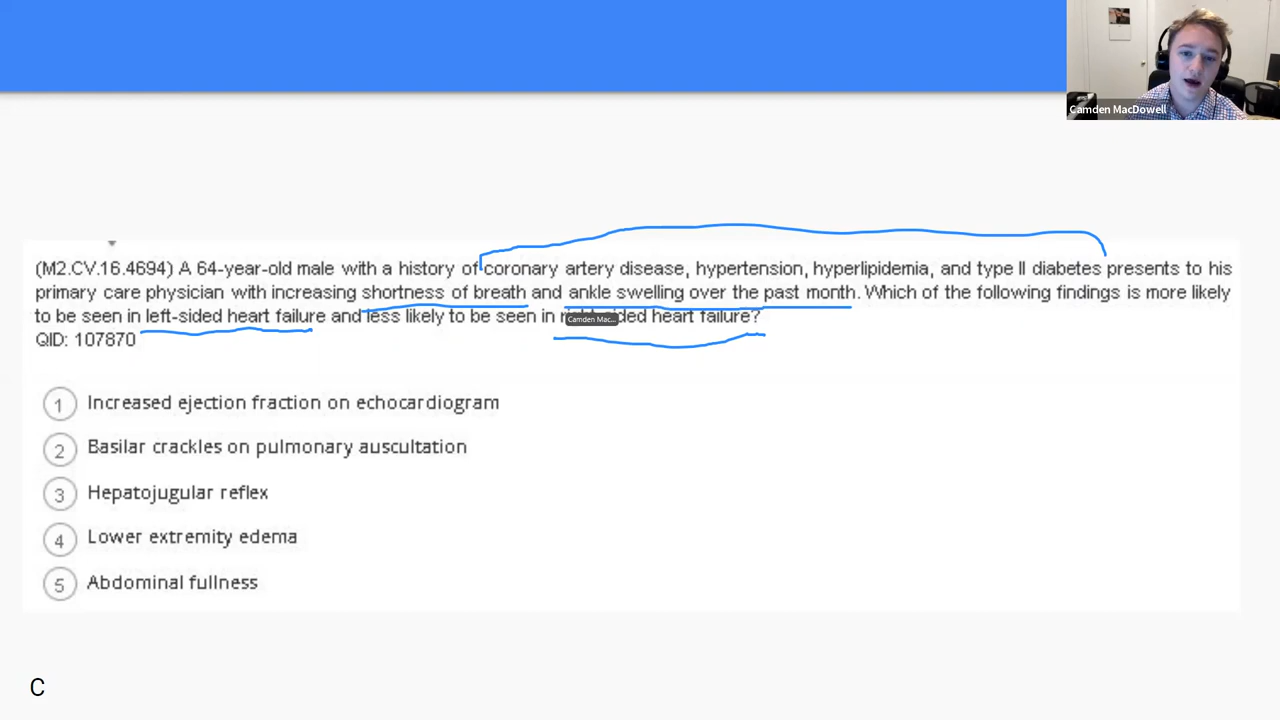 Camden MacDowell
(M2.CV.16.4694) A 64-year-old male with a history of coronary artery disease, hypertension, hyperlipidemia, and type II diabetes presents to his
primary care physician with increasing shortness of breath and ankle swelling over the past month. Which of the following findings is more likely
to be seen in left-sided heart failure and less likely to be seen in heart failure?
Camden Mac...
QID: 107870
1 Increased ejection fraction on echocardiogram
2 Basilar crackles on pulmonary auscultation
3 Hepatojugular reflex
4 Lower extremity edema
5 Abdominal fullness
C